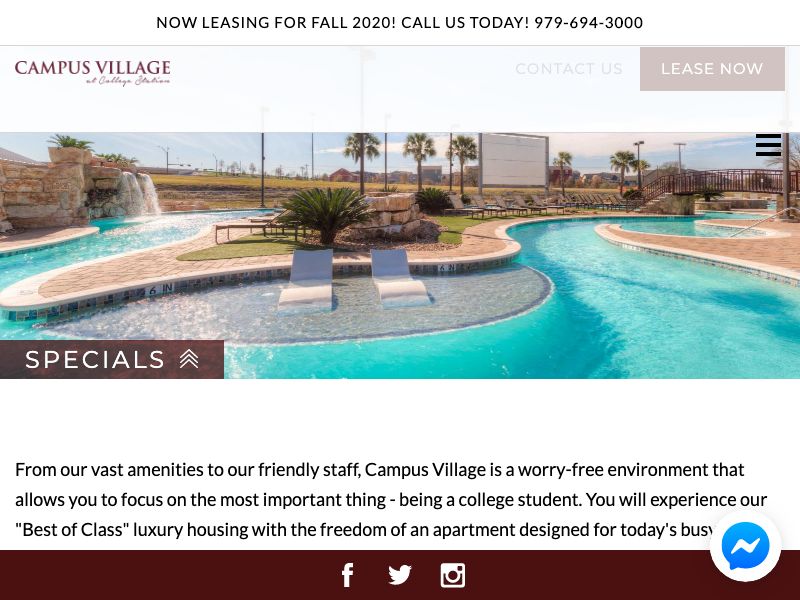 NOW LEASING FOR FALL 2020! CALL US TODAY! 979-694-3000
CAMPUS VILLAGE
at College Station
CONTACT US
LEASE NOW
6 IN
6 IN
SPECIALS
From our vast amenities to our friendly staff, Campus Village is a worry-free environment that
allows you to focus on the most important thing - being a college student. You will experience our
"Best of Class" luxury housing with the freedom of an apartment designed for today's busy